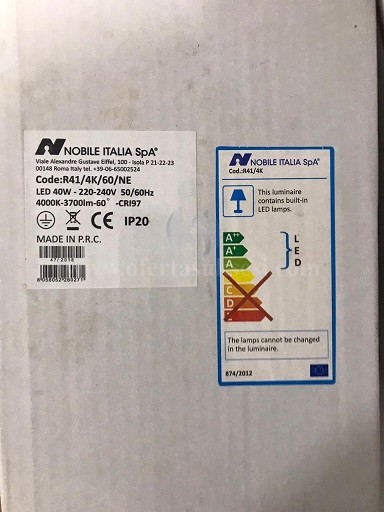 NOBILE ITALIA SpA®
Viale Alexandre Gustave Eiffel, 100 - Isola P 21-22-23
00148 Roma Italy tel. +39-06-65002524
Code:R41/4K/60/NE
LED 40W - 220-240V 50/60Hz
4000K-3700lm-60° -CRI97
CE IP20
MADE IN P.R.C.
47/2018
8058052260271
NOBILE ITALIA SpA®
Cod.:R41/4K
This luminaire
contains built-in
LED lamps.
A++
A+
A
B
C
D
E
L
E
D
The lamps cannot be changed
in the luminaire.
874/2012